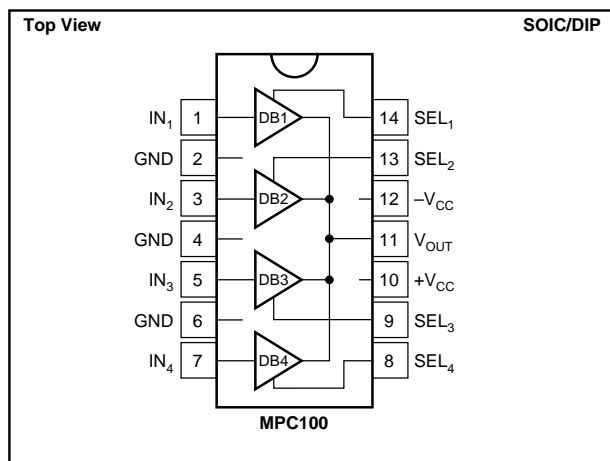 Top View SOIC/DIP
IN1 1 DB1 14 SEL1
GND 2 13 SEL2
IN2 3 DB2 12 –VCC
GND 4 11 VOUT
IN3 5 DB3 10 +VCC
GND 6 9 SEL3
IN4 7 DB4 8 SEL4
MPC100